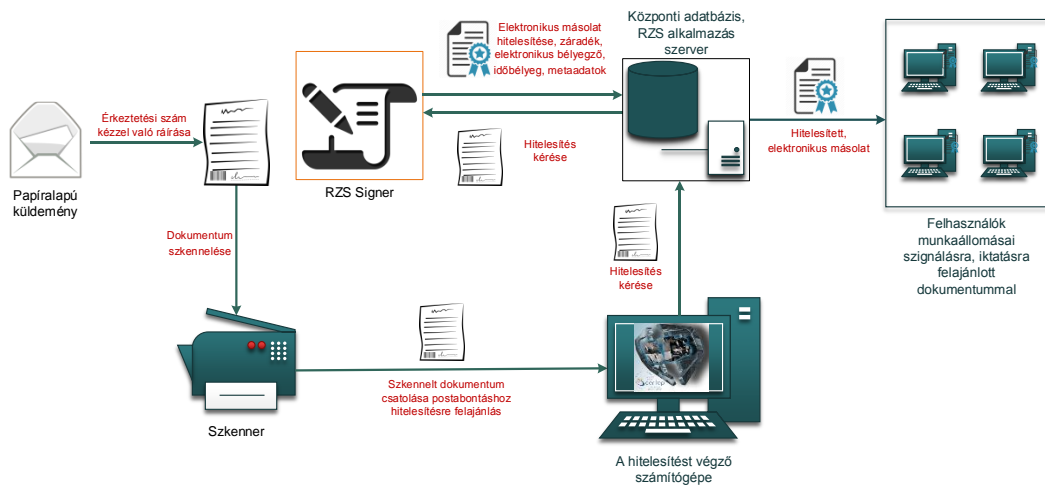 Elektronikus másolat
hitelesítése, záradék,
elektronikus bélyegző,
időbélyeg, metaadatok
Központi adatbázis,
RZS alkalmazás
szerver
Érkeztetési szám
kézzel való ráírása
Hitelesítés
kérése
Hitelesített,
elektronikus másolat
Papíralapú
küldemény
RZS Signer
Felhasználók
munkaállomásai
szignálásra, iktatásra
felajánlott
dokumentummal
Dokumentum
szkennelése
Hitelesítés
kérése
Szkennelt dokumentum
csatolása postabontáshoz
hitelesítésre felajánlás
Szkenner
A hitelesítést végző
számítógépe